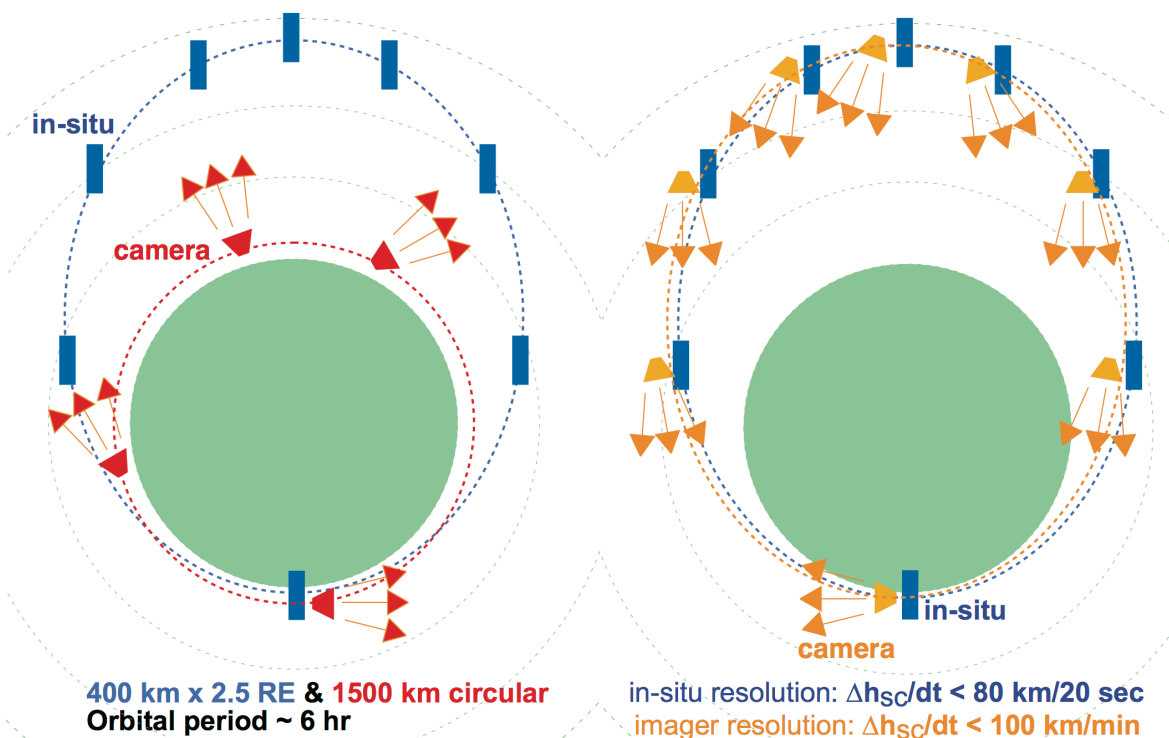 in-situ
camera
400 km x 2.5 RE & 1500 km circular
Orbital period ~ 6 hr
in-situ
camera
in-situ resolution: ΔhSC/dt < 80 km/20 sec
imager resolution: ΔhSC/dt < 100 km/min